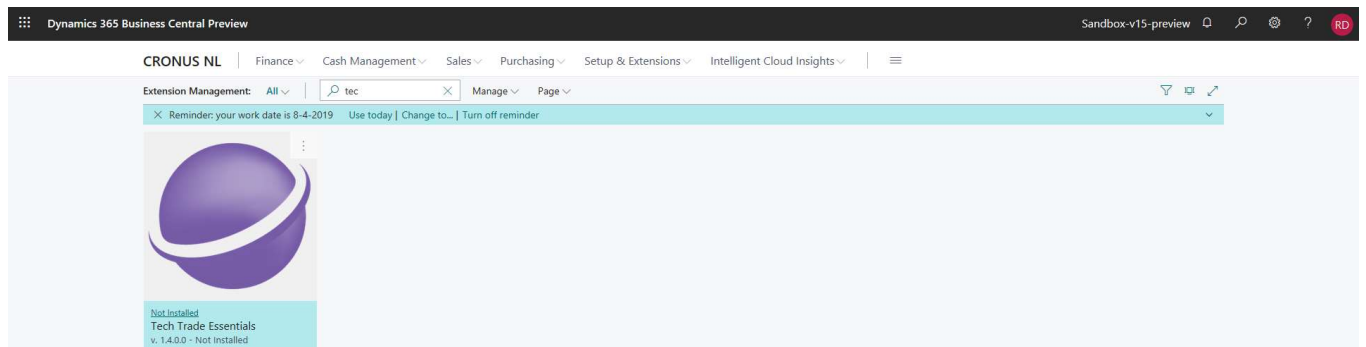 Dynamics 365 Business Central Preview Sandbox-v15-preview ? RD
CRONUS NL Finance Cash Management Sales Purchasing Setup & Extensions Intelligent Cloud Insights
Extension Management: All tec Manage Page
Reminder: your work date is 8-4-2019 Use today | Change to... | Turn off reminder
Not Installed
Tech Trade Essentials
v. 1.4.0.0 - Not Installed